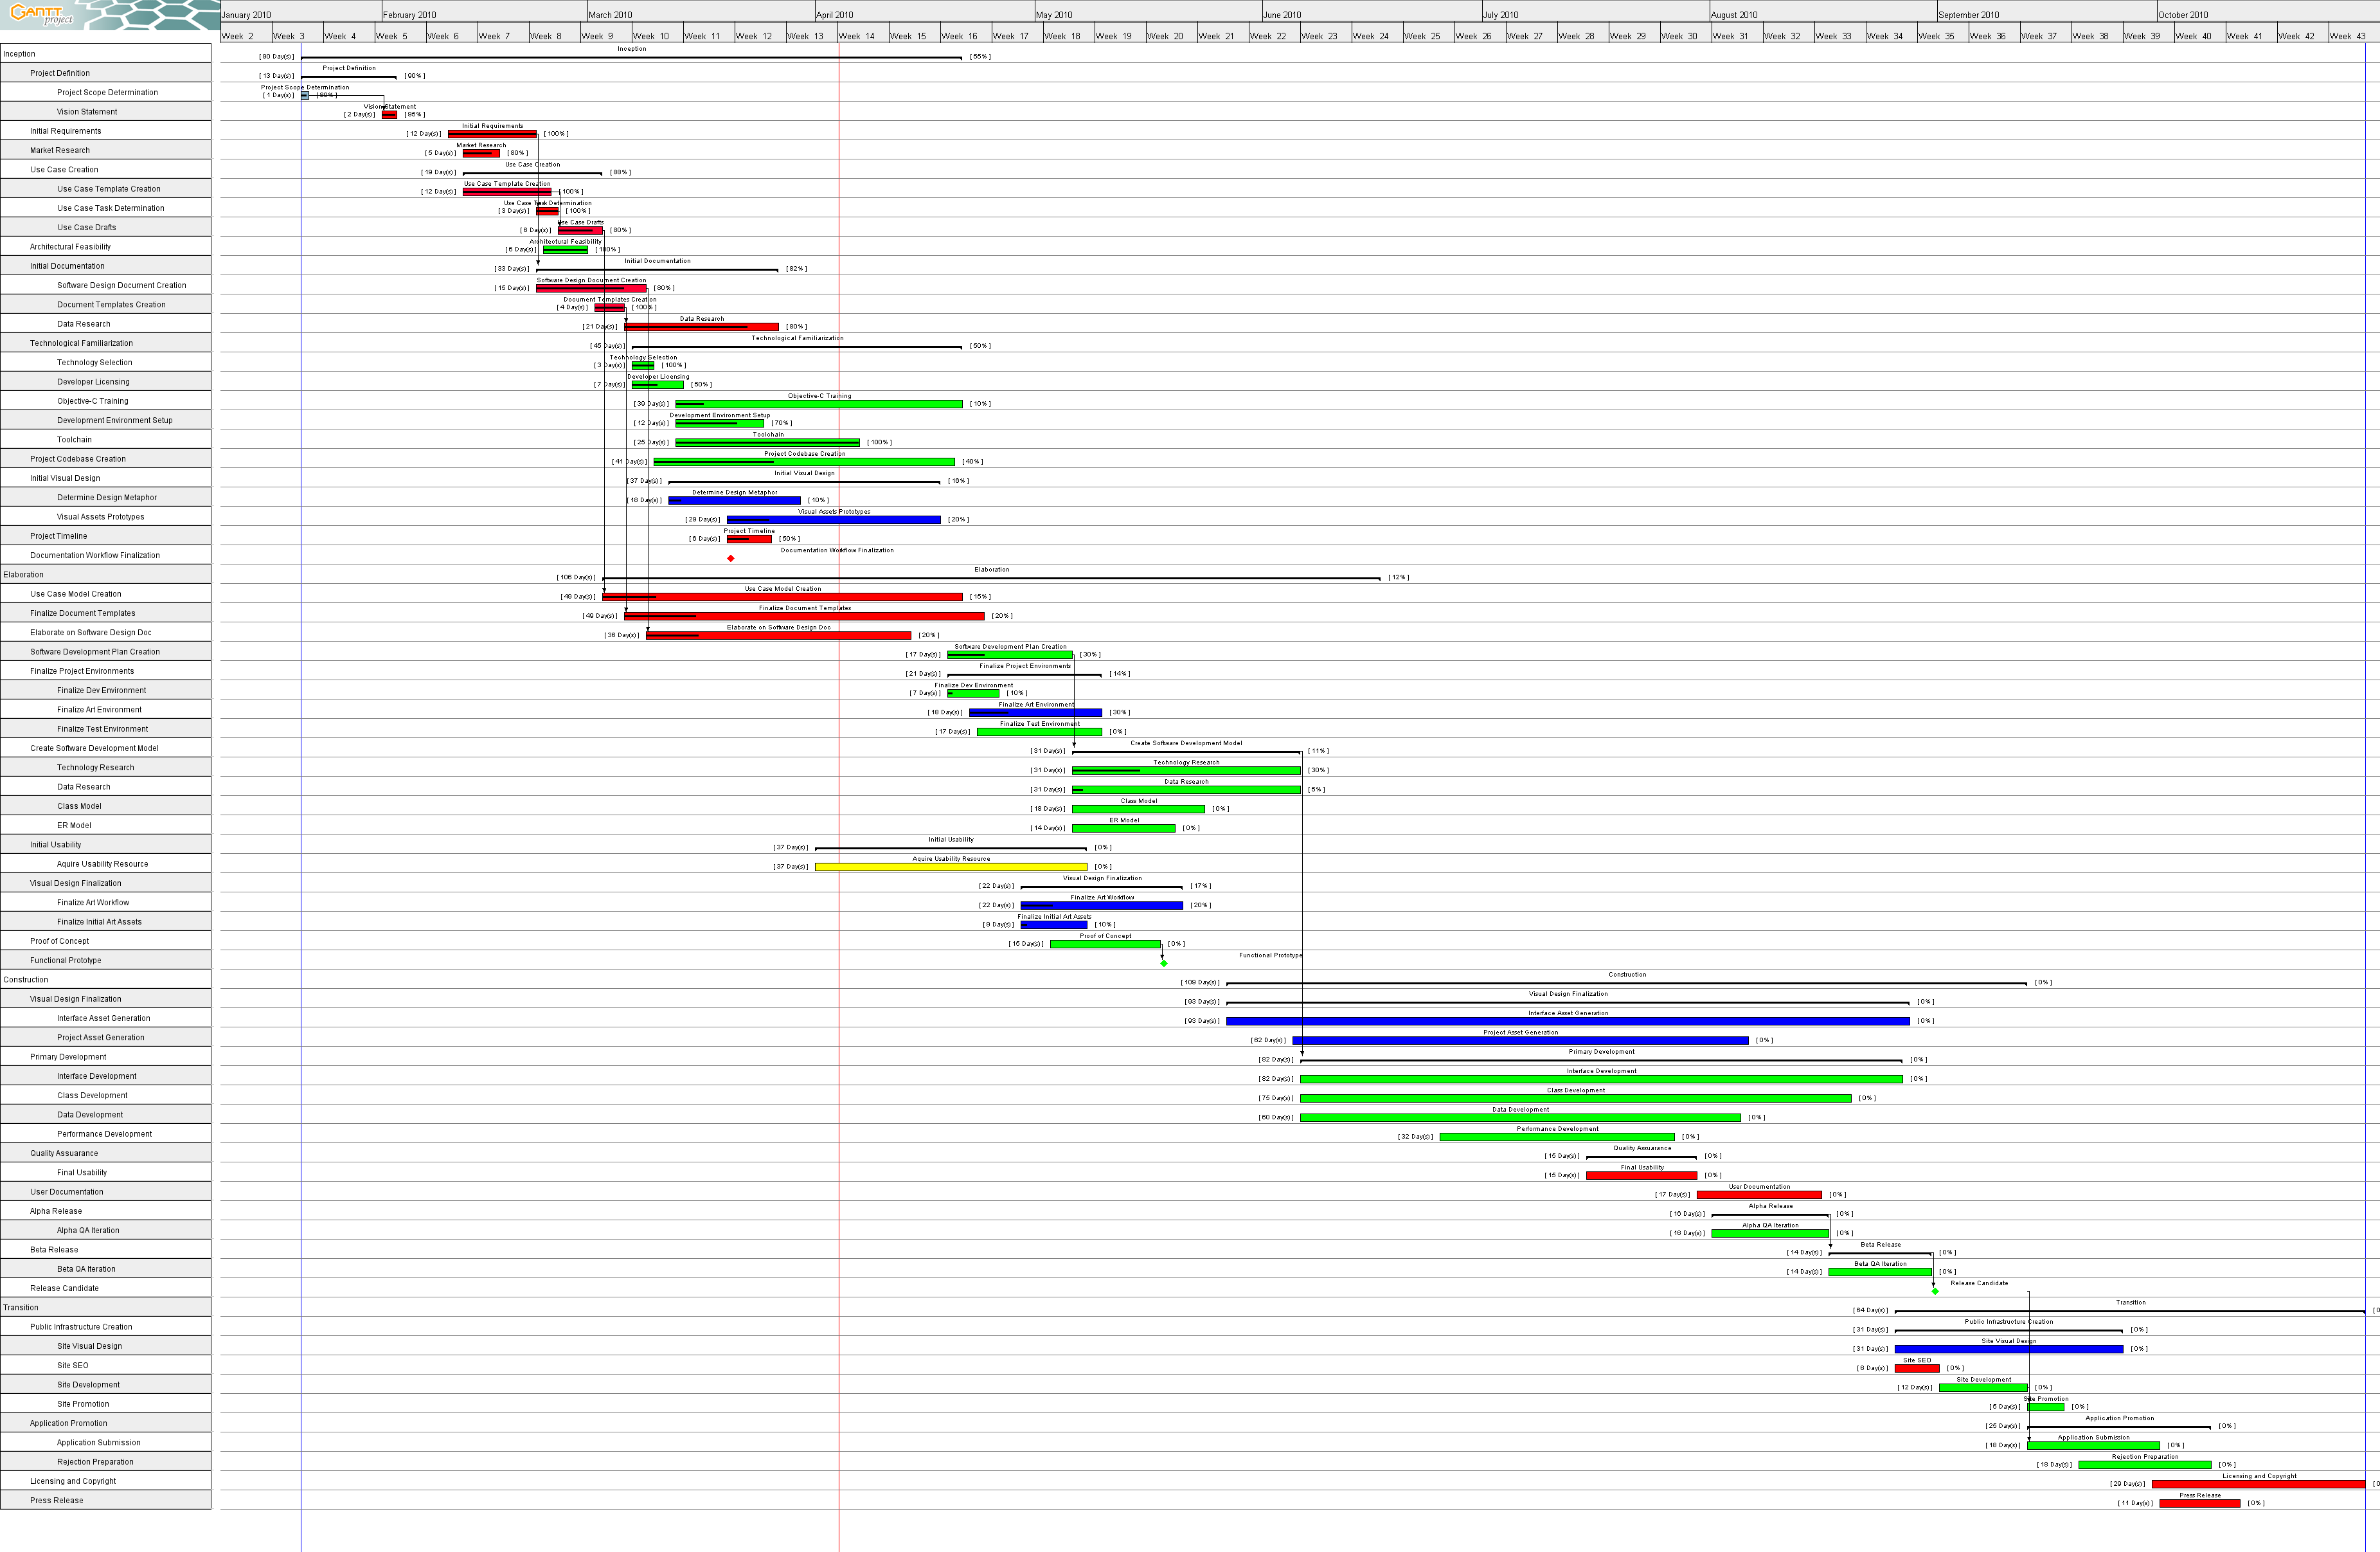 GANTT project
January 2010 February 2010 March 2010 April 2010 May 2010 June 2010 July 2010 August 2010 September 2010 October 2010
Week 2 Week 3 Week 4 Week 5 Week 6 Week 7 Week 8 Week 9 Week 10 Week 11 Week 12 Week 13 Week 14 Week 15 Week 16 Week 17 Week 18 Week 19 Week 20 Week 21 Week 22 Week 23 Week 24 Week 25 Week 26 Week 27 Week 28 Week 29 Week 30 Week 31 Week 32 Week 33 Week 34 Week 35 Week 36 Week 37 Week 38 Week 39 Week 40 Week 41 Week 42 Week 43
Inception [ 90 Day(s) ] Inception [ 55% ]
Project Definition [ 13 Day(s) ] Project Definition [ 90% ]
Project Scope Determination [ 1 Day(s) ] Project Scope Determination [ 80% ]
Vision Statement [ 2 Day(s) ] Vision Statement [ 95% ]
Initial Requirements [ 12 Day(s) ] Initial Requirements [ 100% ]
Market Research [ 5 Day(s) ] Market Research [ 80% ]
Use Case Creation [ 19 Day(s) ] Use Case Creation [ 88% ]
Use Case Template Creation [ 12 Day(s) ] Use Case Template Creation [ 100% ]
Use Case Task Determination [ 3 Day(s) ] Use Case Task Determination [ 100% ]
Use Case Drafts [ 6 Day(s) ] Use Case Drafts [ 80% ]
Architectural Feasibility [ 6 Day(s) ] Architectural Feasibility [ 100% ]
Initial Documentation [ 33 Day(s) ] Initial Documentation [ 82% ]
Software Design Document Creation [ 15 Day(s) ] Software Design Document Creation [ 80% ]
Document Templates Creation [ 4 Day(s) ] Document Templates Creation [ 100% ]
Data Research [ 21 Day(s) ] Data Research [ 80% ]
Technological Familiarization [ 45 Day(s) ] Technological Familiarization [ 50% ]
Technology Selection [ 3 Day(s) ] Technology Selection [ 100% ]
Developer Licensing [ 7 Day(s) ] Developer Licensing [ 50% ]
Objective-C Training [ 39 Day(s) ] Objective-C Training [ 10% ]
Development Environment Setup [ 12 Day(s) ] Development Environment Setup [ 70% ]
Toolchain [ 25 Day(s) ] Toolchain [ 100% ]
Project Codebase Creation [ 41 Day(s) ] Project Codebase Creation [ 40% ]
Initial Visual Design [ 37 Day(s) ] Initial Visual Design [ 16% ]
Determine Design Metaphor [ 18 Day(s) ] Determine Design Metaphor [ 10% ]
Visual Assets Prototypes [ 29 Day(s) ] Visual Assets Prototypes [ 20% ]
Project Timeline [ 6 Day(s) ] Project Timeline [ 50% ]
Documentation Workflow Finalization Documentation Workflow Finalization
Elaboration [ 106 Day(s) ] Elaboration [ 12% ]
Use Case Model Creation [ 49 Day(s) ] Use Case Model Creation [ 15% ]
Finalize Document Templates [ 49 Day(s) ] Finalize Document Templates [ 20% ]
Elaborate on Software Design Doc [ 36 Day(s) ] Elaborate on Software Design Doc [ 20% ]
Software Development Plan Creation [ 17 Day(s) ] Software Development Plan Creation [ 30% ]
Finalize Project Environments [ 21 Day(s) ] Finalize Project Environments [ 14% ]
Finalize Dev Environment [ 7 Day(s) ] Finalize Dev Environment [ 10% ]
Finalize Art Environment [ 18 Day(s) ] Finalize Art Environment [ 30% ]
Finalize Test Environment [ 17 Day(s) ] Finalize Test Environment [ 0% ]
Create Software Development Model [ 31 Day(s) ] Create Software Development Model [ 11% ]
Technology Research [ 31 Day(s) ] Technology Research [ 30% ]
Data Research [ 31 Day(s) ] Data Research [ 5% ]
Class Model [ 18 Day(s) ] Class Model [ 0% ]
ER Model [ 14 Day(s) ] ER Model [ 0% ]
Initial Usability [ 37 Day(s) ] Initial Usability [ 0% ]
Aquire Usability Resource [ 37 Day(s) ] Aquire Usability Resource [ 0% ]
Visual Design Finalization [ 22 Day(s) ] Visual Design Finalization [ 17% ]
Finalize Art Workflow [ 22 Day(s) ] Finalize Art Workflow [ 20% ]
Finalize Initial Art Assets [ 9 Day(s) ] Finalize Initial Art Assets [ 10% ]
Proof of Concept [ 15 Day(s) ] Proof of Concept [ 0% ]
Functional Prototype Functional Prototype
Construction [ 109 Day(s) ] Construction [ 0% ]
Visual Design Finalization [ 93 Day(s) ] Visual Design Finalization [ 0% ]
Interface Asset Generation [ 93 Day(s) ] Interface Asset Generation [ 0% ]
Project Asset Generation [ 62 Day(s) ] Project Asset Generation [ 0% ]
Primary Development [ 82 Day(s) ] Primary Development [ 0% ]
Interface Development [ 82 Day(s) ] Interface Development [ 0% ]
Class Development [ 75 Day(s) ] Class Development [ 0% ]
Data Development [ 60 Day(s) ] Data Development [ 0% ]
Performance Development [ 32 Day(s) ] Performance Development [ 0% ]
Quality Assuarance [ 15 Day(s) ] Quality Assuarance [ 0% ]
Final Usability [ 15 Day(s) ] Final Usability [ 0% ]
User Documentation [ 17 Day(s) ] User Documentation [ 0% ]
Alpha Release [ 16 Day(s) ] Alpha Release [ 0% ]
Alpha QA Iteration [ 16 Day(s) ] Alpha QA Iteration [ 0% ]
Beta Release [ 14 Day(s) ] Beta Release [ 0% ]
Beta QA Iteration [ 14 Day(s) ] Beta QA Iteration [ 0% ]
Release Candidate Release Candidate
Transition [ 64 Day(s) ] Transition [ 0
Public Infrastructure Creation [ 31 Day(s) ] Public Infrastructure Creation [ 0% ]
Site Visual Design [ 31 Day(s) ] Site Visual Design [ 0% ]
Site SEO [ 6 Day(s) ] Site SEO [ 0% ]
Site Development [ 12 Day(s) ] Site Development [ 0% ]
Site Promotion [ 5 Day(s) ] Site Promotion [ 0% ]
Application Promotion [ 25 Day(s) ] Application Promotion [ 0% ]
Application Submission [ 18 Day(s) ] Application Submission [ 0% ]
Rejection Preparation [ 18 Day(s) ] Rejection Preparation [ 0% ]
Licensing and Copyright [ 29 Day(s) ] Licensing and Copyright [ 0
Press Release [ 11 Day(s) ] Press Release [ 0% ]